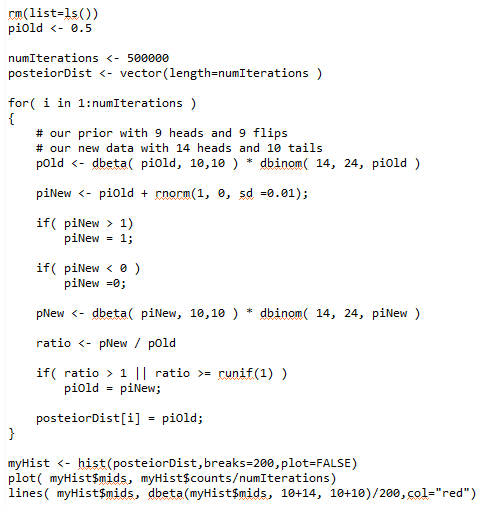 rm(list=ls())
piOld <- 0.5
numIterations <- 500000
posteiorDist <- vector(length=numIterations )
for( i in 1:numIterations )
{
# our prior with 9 heads and 9 flips
# our new data with 14 heads and 10 tails
pOld <- dbeta( piOld, 10,10 ) * dbinom( 14, 24, piOld )
piNew <- piOld + rnorm(1, 0, sd =0.01);
if( piNew > 1)
piNew = 1;
if( piNew < 0 )
piNew =0;
pNew <- dbeta( piNew, 10,10 ) * dbinom( 14, 24, piNew )
ratio <- pNew / pOld
if( ratio > 1 || ratio >= runif(1) )
piOld = piNew;
posteiorDist[i] = piOld;
}
myHist <- hist(posteiorDist,breaks=200,plot=FALSE)
plot( myHist$mids, myHist$counts/numIterations)
lines( myHist$mids, dbeta(myHist$mids, 10+14, 10+10)/200,col="red")